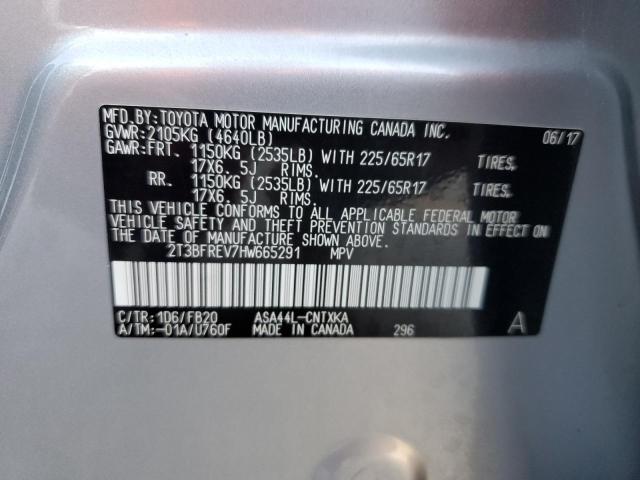 MFD.BY:TOYOTA MOTOR MANUFACTURING CANADA INC. 06/17
GVWR:2105KG (4640LB)
GAWR:FRT. 1150KG (2535LB) WITH 225/65R17 TIRES.
17X6. 5J RIMS.
RR. 1150KG (2535LB) WITH 225/65R17 TIRES.
17X6. 5J RIMS.
THIS VEHICLE CONFORMS TO ALL APPLICABLE FEDERAL MOTOR
VEHICLE SAFETY AND THEFT PREVENTION STANDARDS IN EFFECT ON
THE DATE OF MANUFACTURE SHOWN ABOVE.
2T3BFREV7HW665291 MPV
C/TR:1D6/FB20 ASA44L-CNTXKA
A/TM:-01A/U760F MADE IN CANADA 296 A